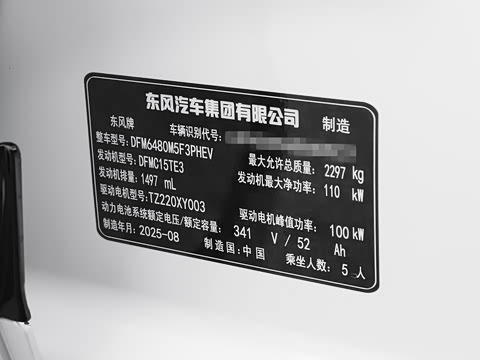 东风汽车集团有限公司 制造
东风牌 车辆识别代号:
整车型号: DFM6480M5F3PHEV 最大允许总质量: 2297 kg
发动机型号: DFMC15TE3 发动机最大净功率: 110 kW
发动机排量: 1497 mL
驱动电机型号: TZ220XY003 驱动电机峰值功率: 100 kW
动力电池系统额定电压/额定容量: 341 V / 52 Ah
制造年月: 2025-08 制造国: 中国 乘坐人数: 5 人